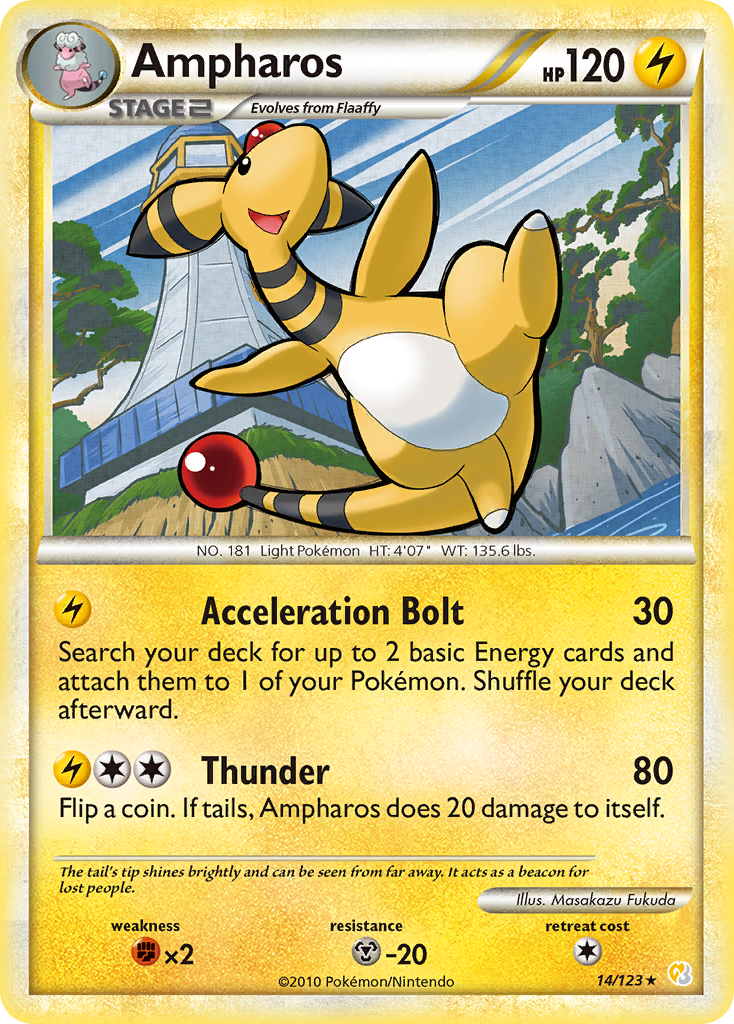 Ampharos
HP 120
STAGE 2
Evolves from Flaaffy
NO. 181 Light Pokémon HT: 4'07" WT: 135.6 lbs.
Acceleration Bolt 30
Search your deck for up to 2 basic Energy cards and
attach them to 1 of your Pokémon. Shuffle your deck
afterward.
Thunder 80
Flip a coin. If tails, Ampharos does 20 damage to itself.
The tail's tip shines brightly and can be seen from far away. It acts as a beacon for
lost people.
Illus. Masakazu Fukuda
weakness resistance retreat cost
×2 -20
©2010 Pokémon/Nintendo 14/123 ★